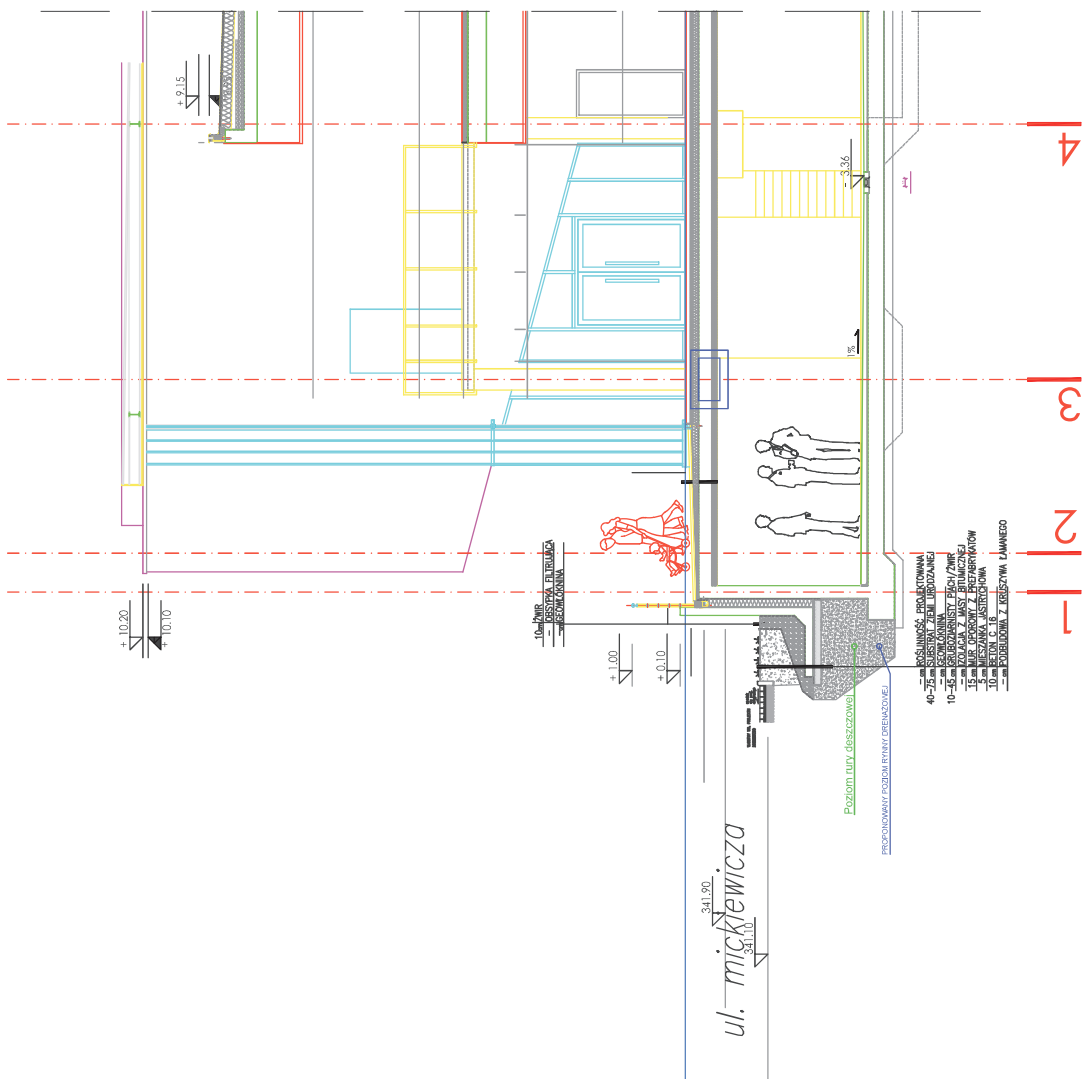 + 9.15
4
- 3.36
1%
3
2
1
+ 10.20
+ 10.10
10cm ŻWIR
- OBSYPKA FILTRUJĄCA
- GEOWŁÓKNINA
+ 1.00
+ 0.10
- cm ROŚLINNOŚĆ PROJEKTOWANA
40-75 cm SUBSTRAT ZIEMI URODZAJNEJ
- cm GEOWŁÓKNINA
10-45 cm GRUBOZIARNISTY PIACH/ŻWIR
- cm IZOLACJA Z MASY BITUMICZNEJ
15 cm MUR OPOROWY Z PREFABRYKATÓW
5 cm MIESZANKA JASTRYCHOWA
10 cm BETON C 16
- cm PODBUDOWA Z KRUSZYWA ŁAMANEGO
Poziom rury deszczowej
PROPONOWANY POZIOM RYNNY DRENAŻOWEJ
341.90
341.10
ul. mickiewicza